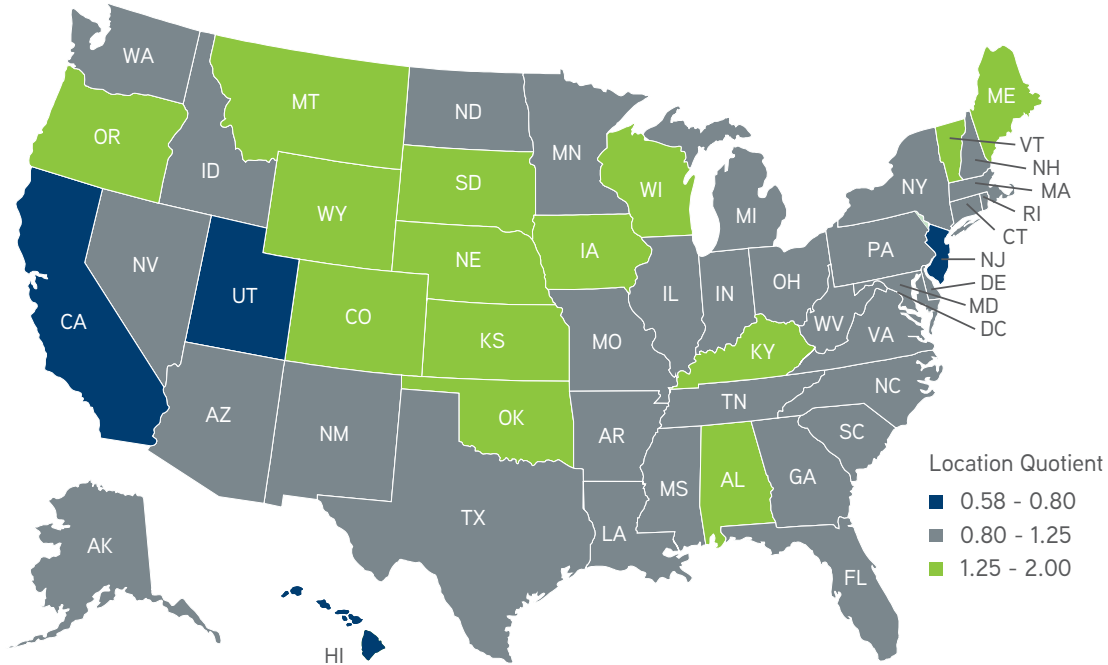 WA
MT
ND
MN
ME
OR
ID
SD
WI
VT
NH
MA
NY
MI
RI
CT
WY
IA
NE
PA
NJ
NV
UT
CO
IL
IN
OH
DE
MD
DC
CA
KS
MO
WV
VA
KY
AZ
NM
OK
AR
TN
NC
SC
TX
MS
AL
GA
LA
FL
AK
HI
Location Quotient
0.58 - 0.80
0.80 - 1.25
1.25 - 2.00